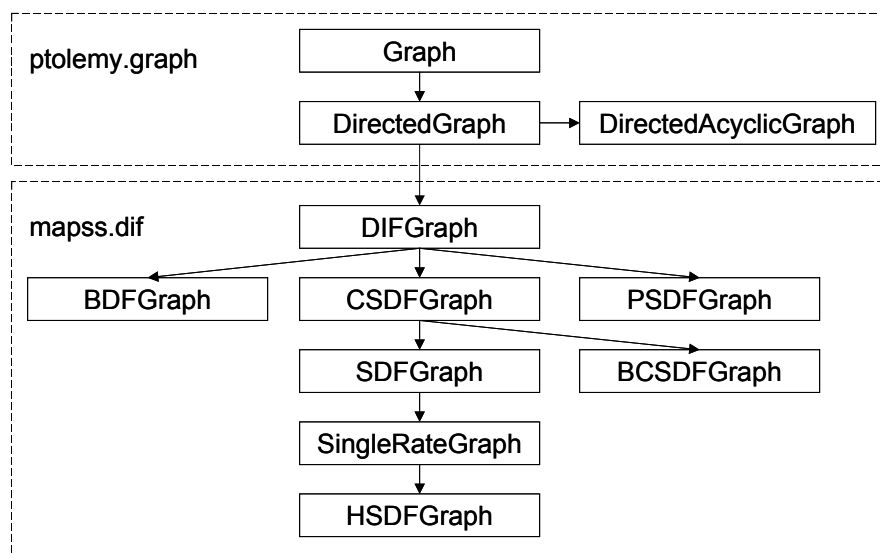 ptolemy.graph
Graph
DirectedGraph
DirectedAcyclicGraph
mapss.dif
DIFGraph
BDFGraph
CSDFGraph
PSDFGraph
SDFGraph
BCSDFGraph
SingleRateGraph
HSDFGraph